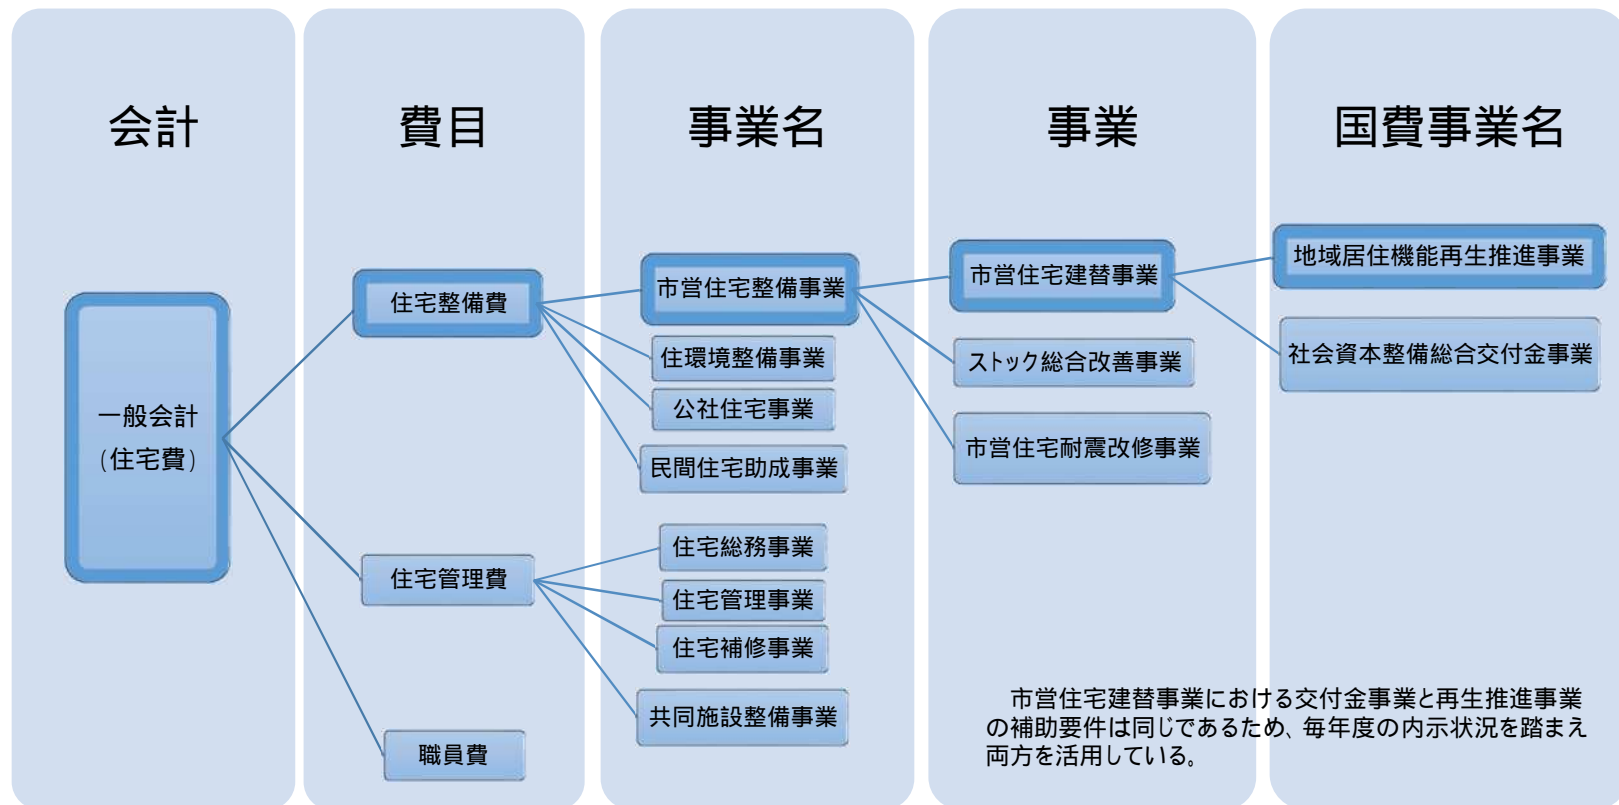 会計
費目
事業名
事業
国費事業名
一般会計
(住宅費)
住宅整備費
住宅管理費
職員費
市営住宅整備事業
住環境整備事業
公社住宅事業
民間住宅助成事業
住宅総務事業
住宅管理事業
住宅補修事業
共同施設整備事業
市営住宅建替事業
ストック総合改善事業
市営住宅耐震改修事業
地域居住機能再生推進事業
社会資本整備総合交付金事業
市営住宅建替事業における交付金事業と再生推進事業
の補助要件は同じであるため、毎年度の内示状況を踏まえ
両方を活用している。